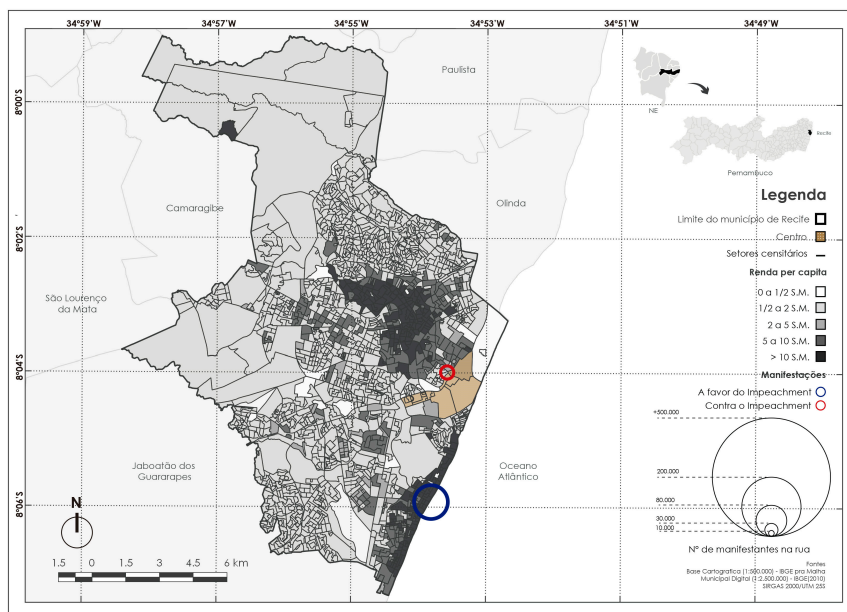 34°59'W 34°57'W 34°55'W 34°53'W 34°51'W 34°49'W
8°00'S
8°02'S
8°04'S
8°06'S
Paulista
Camaragibe
Olinda
São Lourenço
da Mata
Jaboatão dos
Guararapes
Oceano
Atlântico
N
1.5 0 1.5 3 4.5 6 km
NE
Recife
Pernambuco
Legenda
Limite do município de Recife
Centro
Setores censitários
Renda per capita
0 a 1/2 S.M.
1/2 a 2 S.M.
2 a 5 S.M.
5 a 10 S.M.
> 10 S.M.
Manifestações
A favor do Impeachment
Contra o Impeachment
+500.000
200.000
80.000
30.000
10.000
Nº de manifestantes na rua
Fontes
Base Cartografica (1:500.000) - IBGE pra Malha
Municipal Digital (1:2.500.000) - IBGE(2010)
SIRGAS 2000/UTM 25S